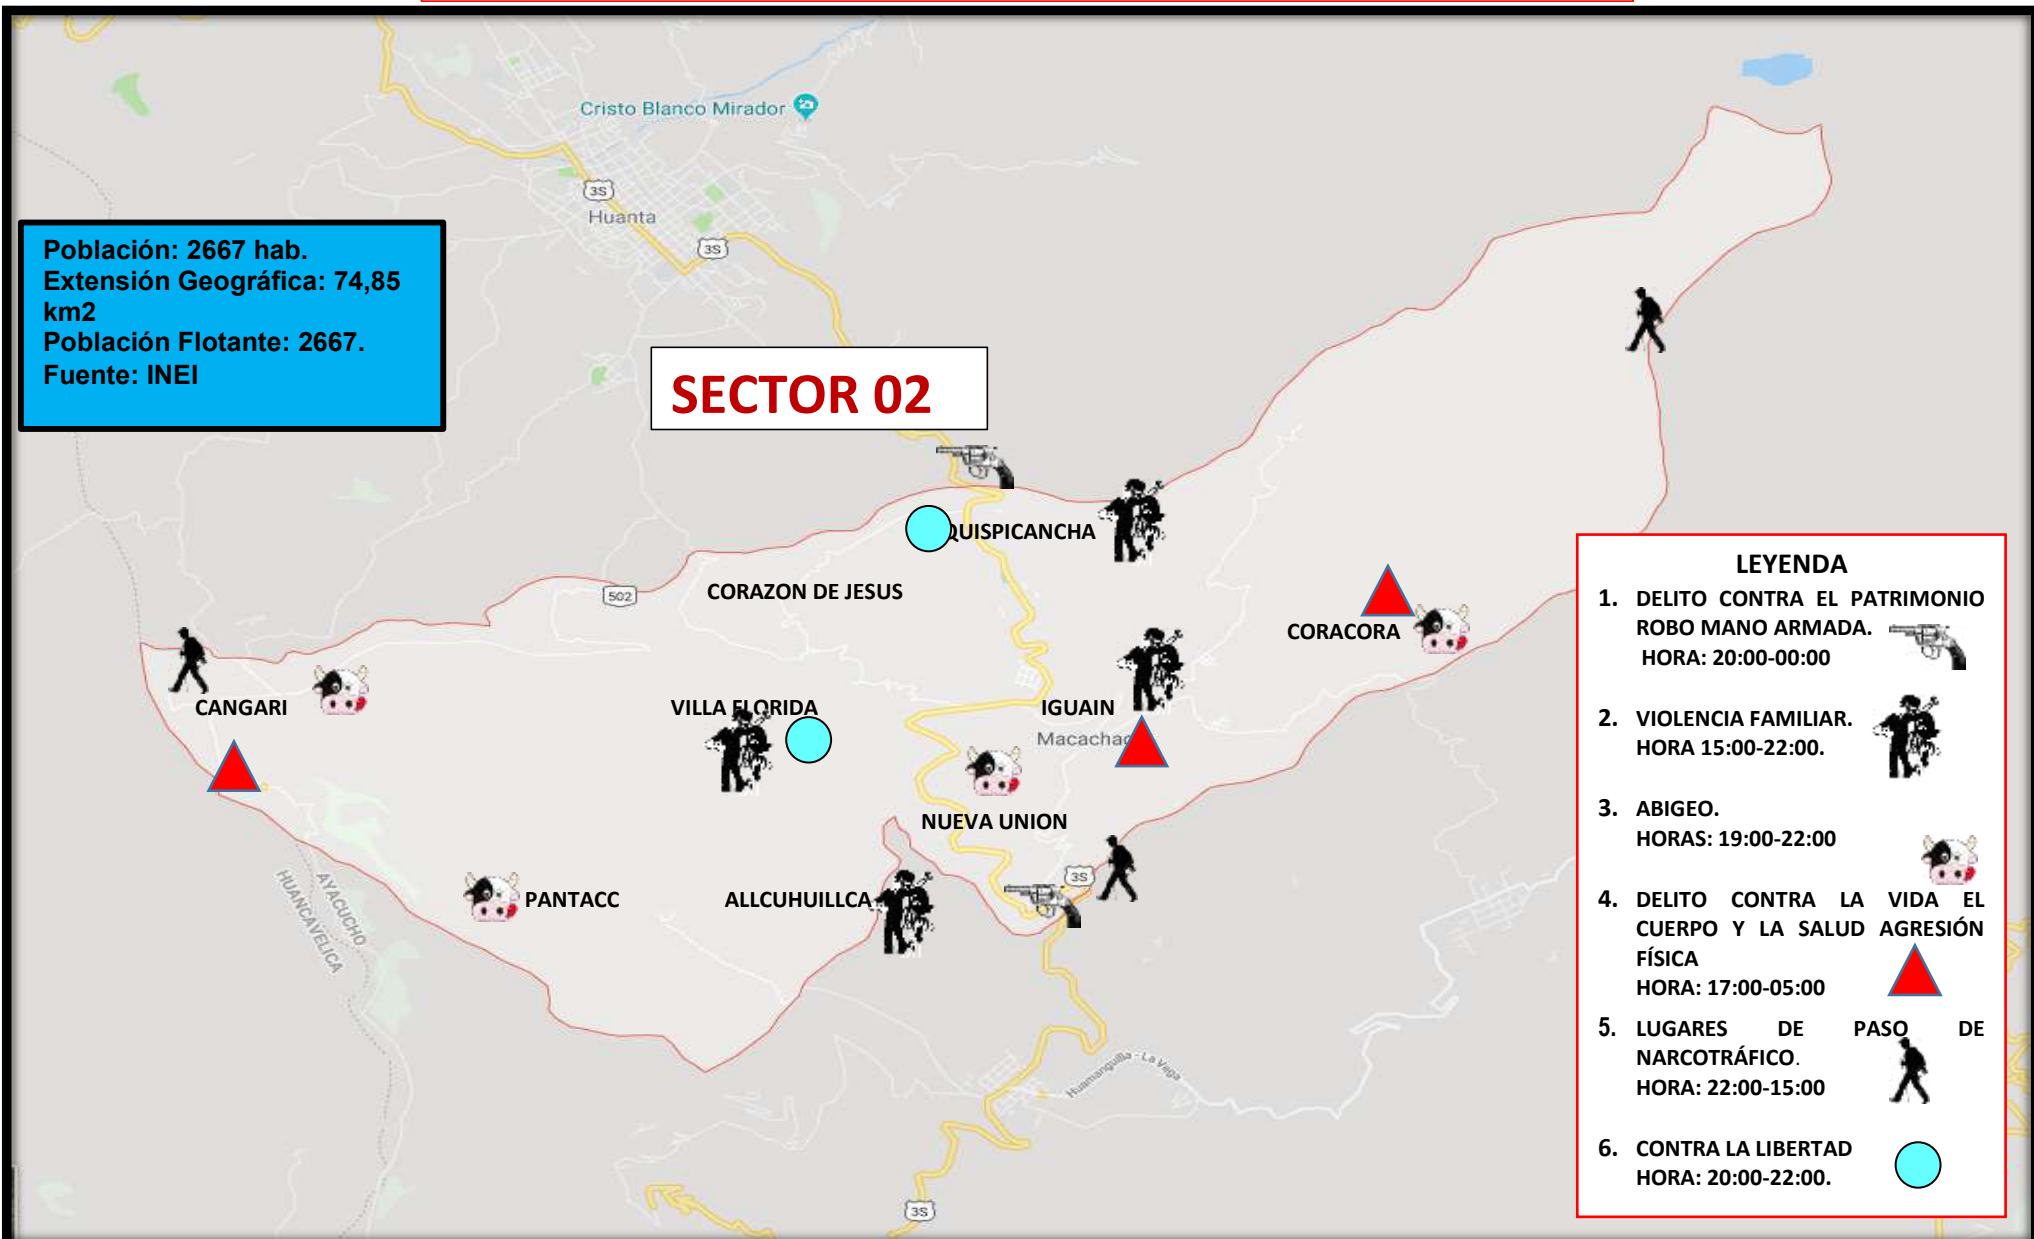 Cristo Blanco Mirador
3S
Huanta
3S
Población: 2667 hab.
Extensión Geográfica: 74,85
km2
Población Flotante: 2667.
Fuente: INEI
SECTOR 02
QUISPICANCHA
502
CORAZON DE JESUS
CORACORA
CANGARI
VILLA FLORIDA
IGUAIN
NUEVA UNION
3S
PANTACC
ALLCUHUILLCA
AYACUCHO
HUANCAVELICA
Huamanguilla - La Vega
3S
LEYENDA
1. DELITO CONTRA EL PATRIMONIO
ROBO MANO ARMADA.
HORA: 20:00-00:00
2. VIOLENCIA FAMILIAR.
HORA 15:00-22:00.
3. ABIGEO.
HORAS: 19:00-22:00
4. DELITO CONTRA LA VIDA EL
CUERPO Y LA SALUD AGRESIÓN
FÍSICA
HORA: 17:00-05:00
5. LUGARES DE PASO DE
NARCOTRÁFICO.
HORA: 22:00-15:00
6. CONTRA LA LIBERTAD
HORA: 20:00-22:00.